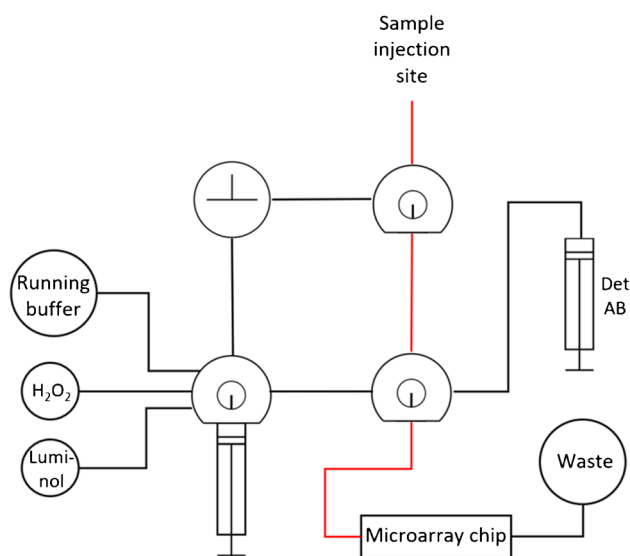 Sample
injection
site
Running
buffer
Det
AB
H₂O₂
Lumi-
nol
Waste
Microarray chip